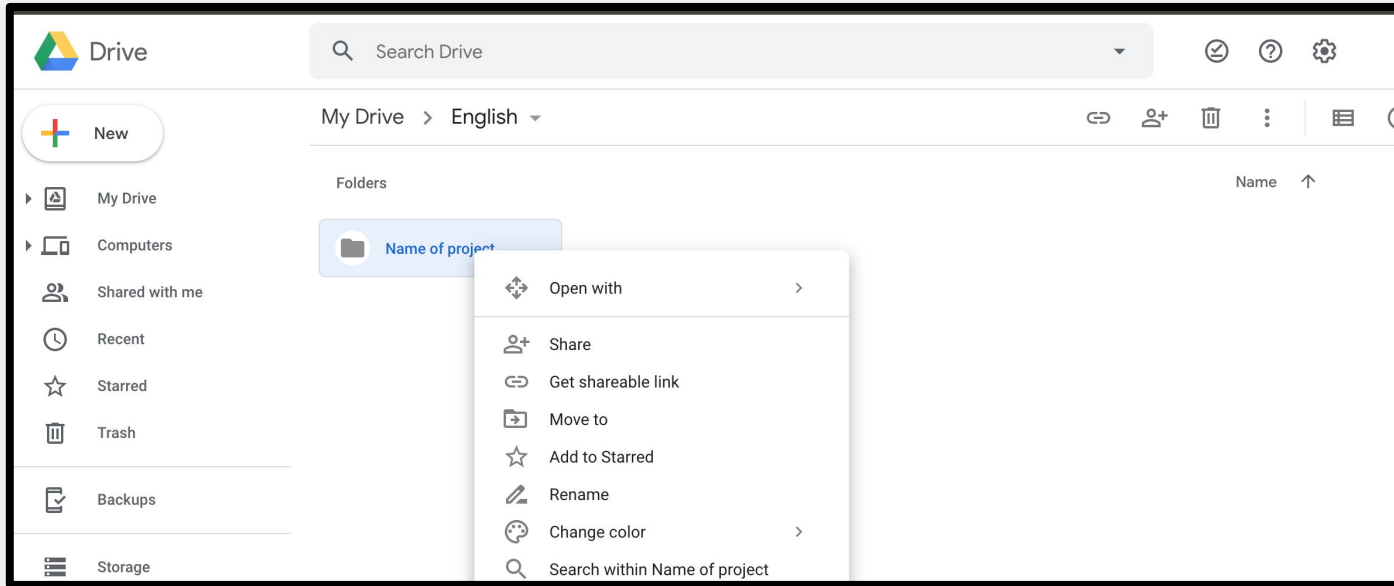 Drive
Search Drive
New
My Drive > English
My Drive
Computers
Shared with me
Recent
Starred
Trash
Backups
Storage
Folders
Name
Name of project
Open with
Share
Get shareable link
Move to
Add to Starred
Rename
Change color
Search within Name of project